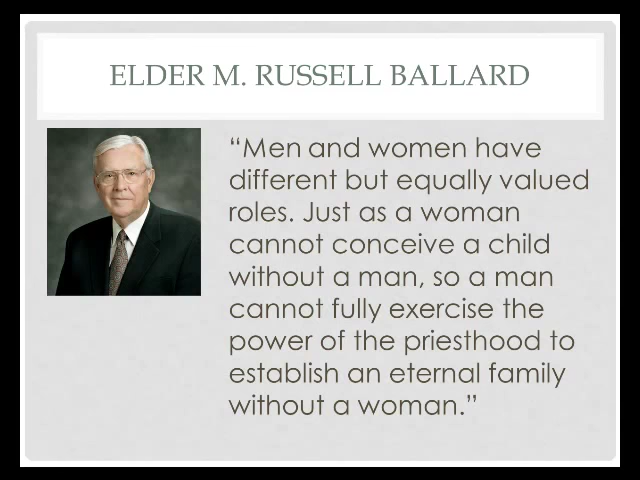 ELDER M. RUSSELL BALLARD
“Men and women have
different but equally valued
roles. Just as a woman
cannot conceive a child
without a man, so a man
cannot fully exercise the
power of the priesthood to
establish an eternal family
without a woman.”